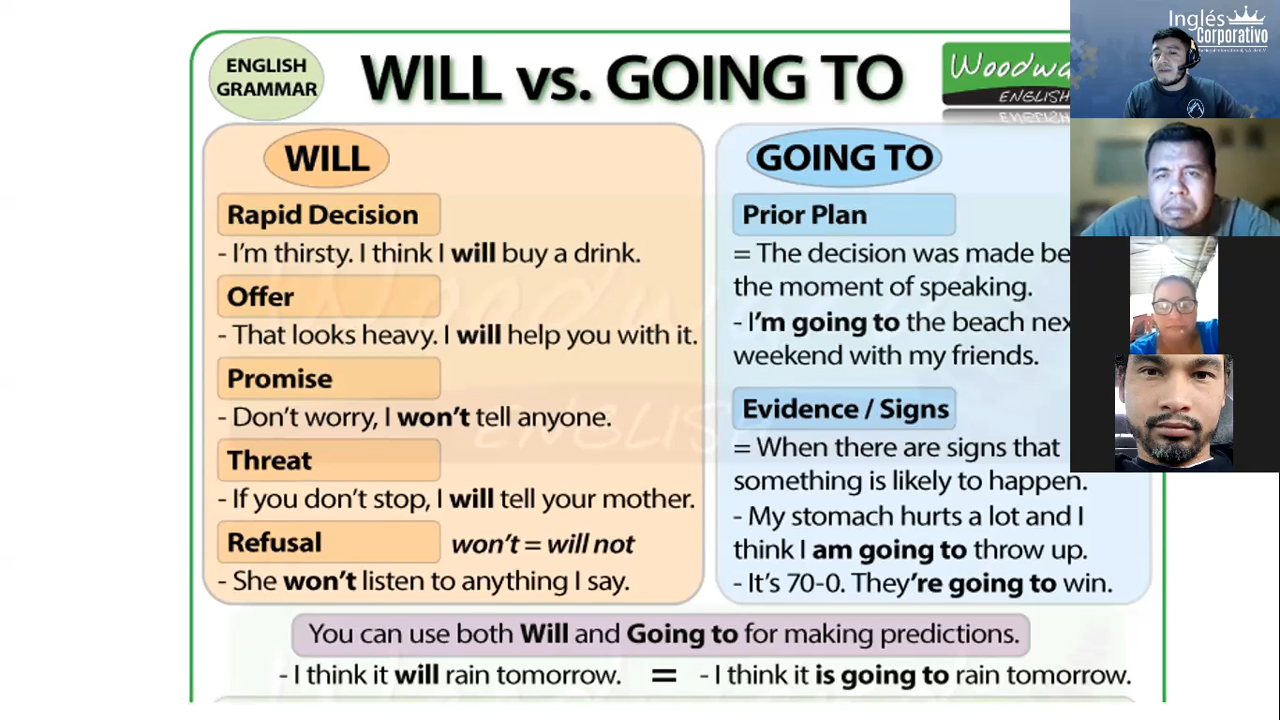 ENGLISH
GRAMMAR
WILL vs. GOING TO
ENGLISH
WILL
Rapid Decision
- I'm thirsty. I think I will buy a drink.
Offer
- That looks heavy. I will help you with it.
Promise
- Don't worry, I won't tell anyone.
Threat
- If you don't stop, I will tell your mother.
Refusal won't = will not
- She won't listen to anything I say.
GOING TO
Prior Plan
= The decision was made
the moment of speaking.
- I'm going to the beach
weekend with my friends.
Evidence / Signs
= When there are signs that
something is likely to happen.
- My stomach hurts a lot and I
think I am going to throw up.
- It's 70-0. They're going to win.
You can use both Will and Going to for making predictions.
- I think it will rain tomorrow. = - I think it is going to rain tomorrow.
Inglés
Corporativo